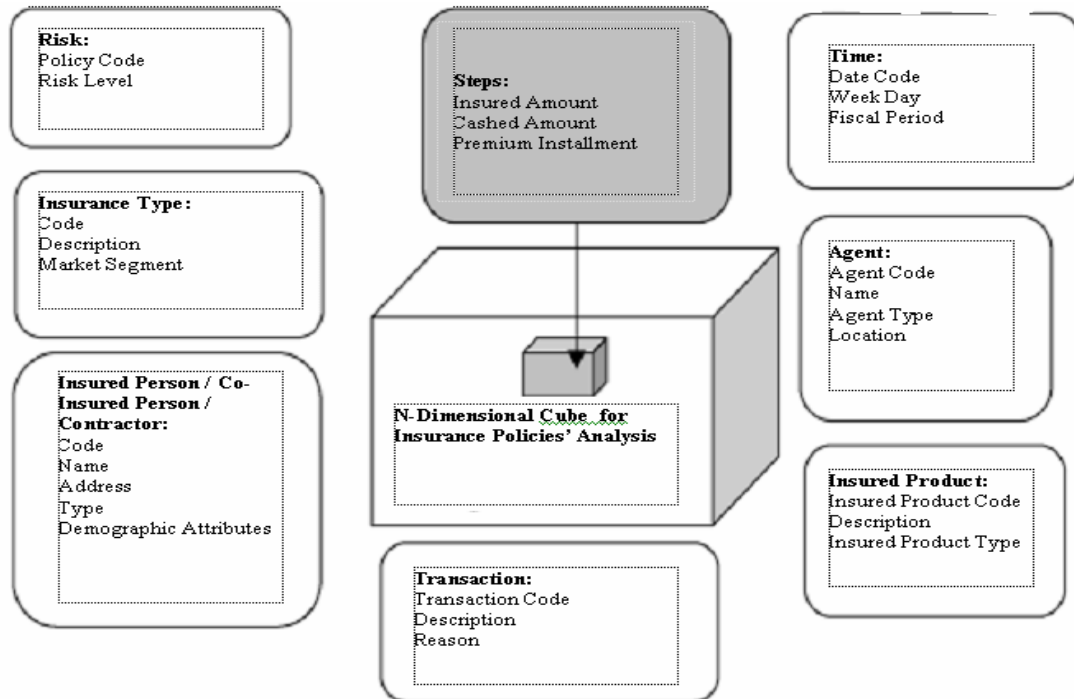 Risk:
Policy Code
Risk Level
Steps:
Insured Amount
Cashed Amount
Premium Installment
Time:
Date Code
Week Day
Fiscal Period
Insurance Type:
Code
Description
Market Segment
Agent:
Agent Code
Name
Agent Type
Location
Insured Person / Co-
Insured Person /
Contractor:
Code
Name
Address
Type
Demographic Attributes
N-Dimensional Cube for
Insurance Policies' Analysis
Insured Product:
Insured Product Code
Description
Insured Product Type
Transaction:
Transaction Code
Description
Reason